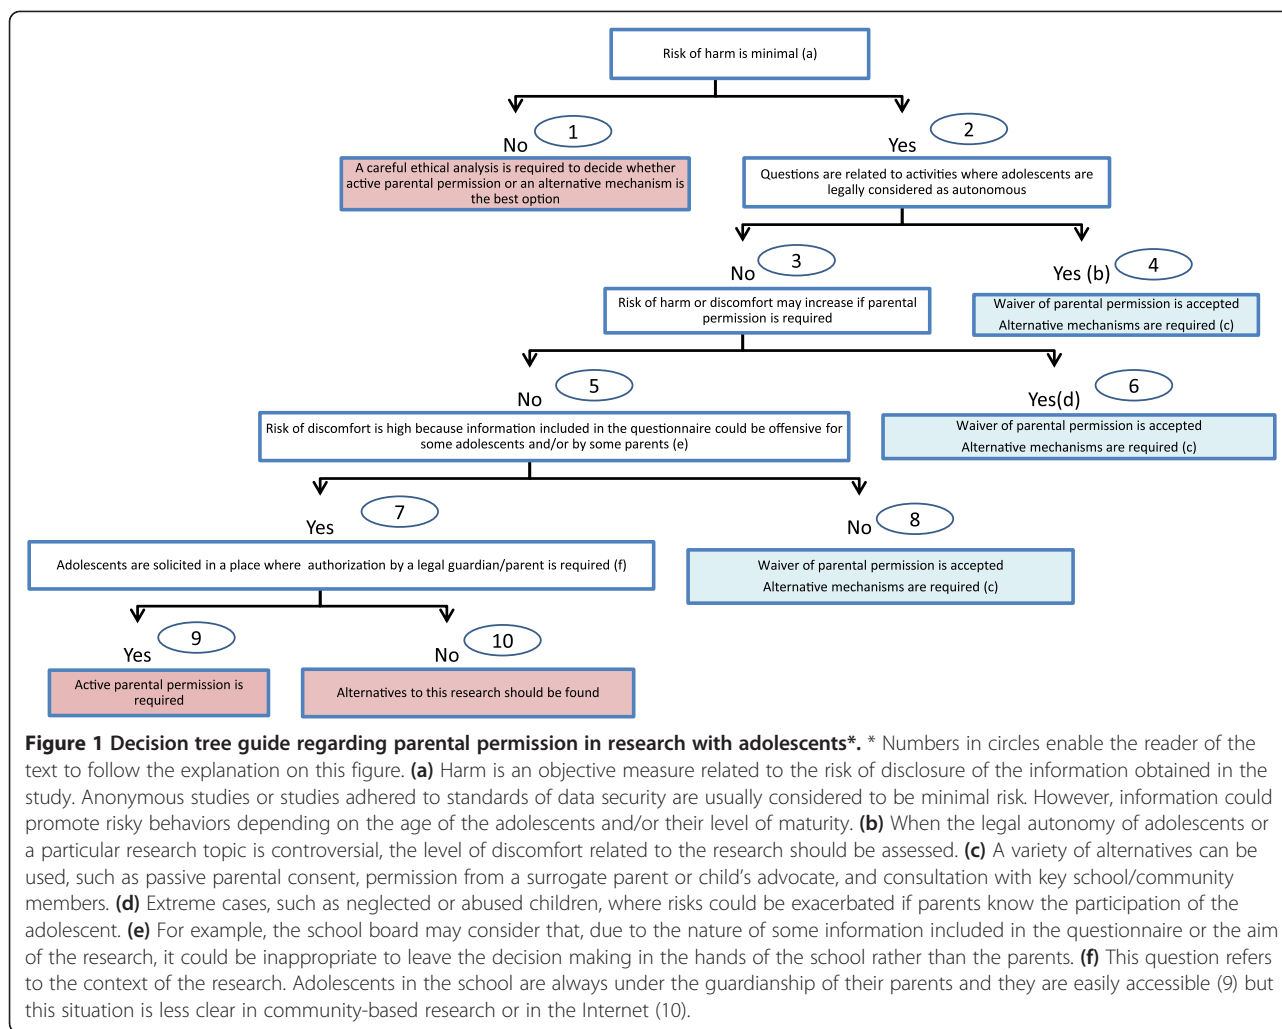 Risk of harm is minimal (a)
1
2
No
Yes
A careful ethical analysis is required to decide whether
active parental permission or an alternative mechanism is
the best option
Questions are related to activities where adolescents are
legally considered as autonomous
3
4
No
Yes (b)
Risk of harm or discomfort may increase if parental
permission is required
Waiver of parental permission is accepted
Alternative mechanisms are required (c)
5
6
No
Yes(d)
Risk of discomfort is high because information included in the questionnaire could be offensive for
some adolescents and/or by some parents (e)
Waiver of parental permission is accepted
Alternative mechanisms are required (c)
7
8
Yes
No
Adolescents are solicited in a place where authorization by a legal guardian/parent is required (f)
Waiver of parental permission is accepted
Alternative mechanisms are required (c)
9
10
Yes
No
Active parental permission is
required
Alternatives to this research should be found
Figure 1 Decision tree guide regarding parental permission in research with adolescents*. * Numbers in circles enable the reader of the
text to follow the explanation on this figure. (a) Harm is an objective measure related to the risk of disclosure of the information obtained in the
study. Anonymous studies or studies adhered to standards of data security are usually considered to be minimal risk. However, information could
promote risky behaviors depending on the age of the adolescents and/or their level of maturity. (b) When the legal autonomy of adolescents or
a particular research topic is controversial, the level of discomfort related to the research should be assessed. (c) A variety of alternatives can be
used, such as passive parental consent, permission from a surrogate parent or child's advocate, and consultation with key school/community
members. (d) Extreme cases, such as neglected or abused children, where risks could be exacerbated if parents know the participation of the
adolescent. (e) For example, the school board may consider that, due to the nature of some information included in the questionnaire or the aim
of the research, it could be inappropriate to leave the decision making in the hands of the school rather than the parents. (f) This question refers
to the context of the research. Adolescents in the school are always under the guardianship of their parents and they are easily accessible (9) but
this situation is less clear in community-based research or in the Internet (10).